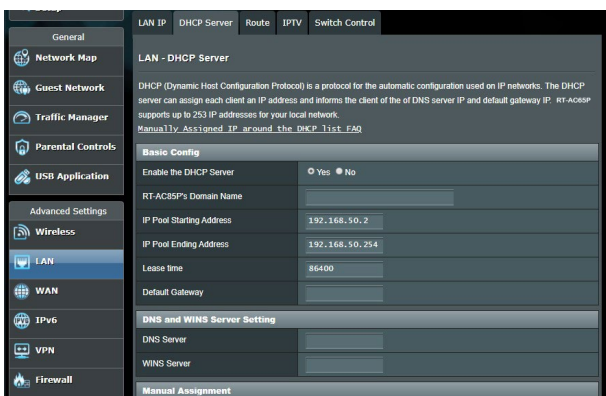 LAN IP DHCP Server Route IPTV Switch Control
General
Network Map
Guest Network
Traffic Manager
Parental Controls
USB Application
Advanced Settings
Wireless
LAN
WAN
IPv6
VPN
Firewall
LAN - DHCP Server
DHCP (Dynamic Host Configuration Protocol) is a protocol for the automatic configuration used on IP networks. The DHCP
server can assign each client an IP address and informs the client of the of DNS server IP and default gateway IP. RT-AC85P
supports up to 253 IP addresses for your local network.
Manually Assigned IP around the DHCP list FAQ
Basic Config
Enable the DHCP Server Yes No
RT-AC85P's Domain Name
IP Pool Starting Address 192.168.50.2
IP Pool Ending Address 192.168.50.254
Lease time 86400
Default Gateway
DNS and WINS Server Setting
DNS Server
WINS Server
Manual Assignment